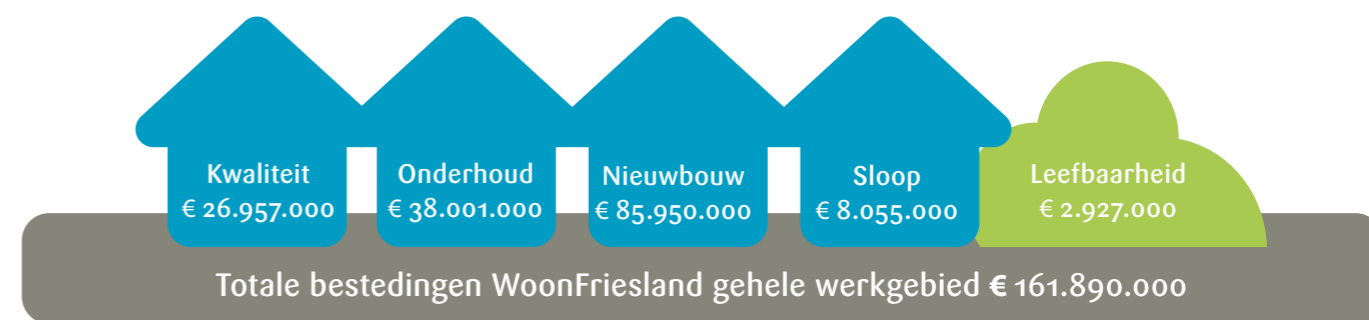 Kwaliteit
€ 26.957.000
Onderhoud
€ 38.001.000
Nieuwbouw
€ 85.950.000
Sloop
€ 8.055.000
Leefbaarheid
€ 2.927.000
Totale bestedingen WoonFriesland gehele werkgebied € 161.890.000